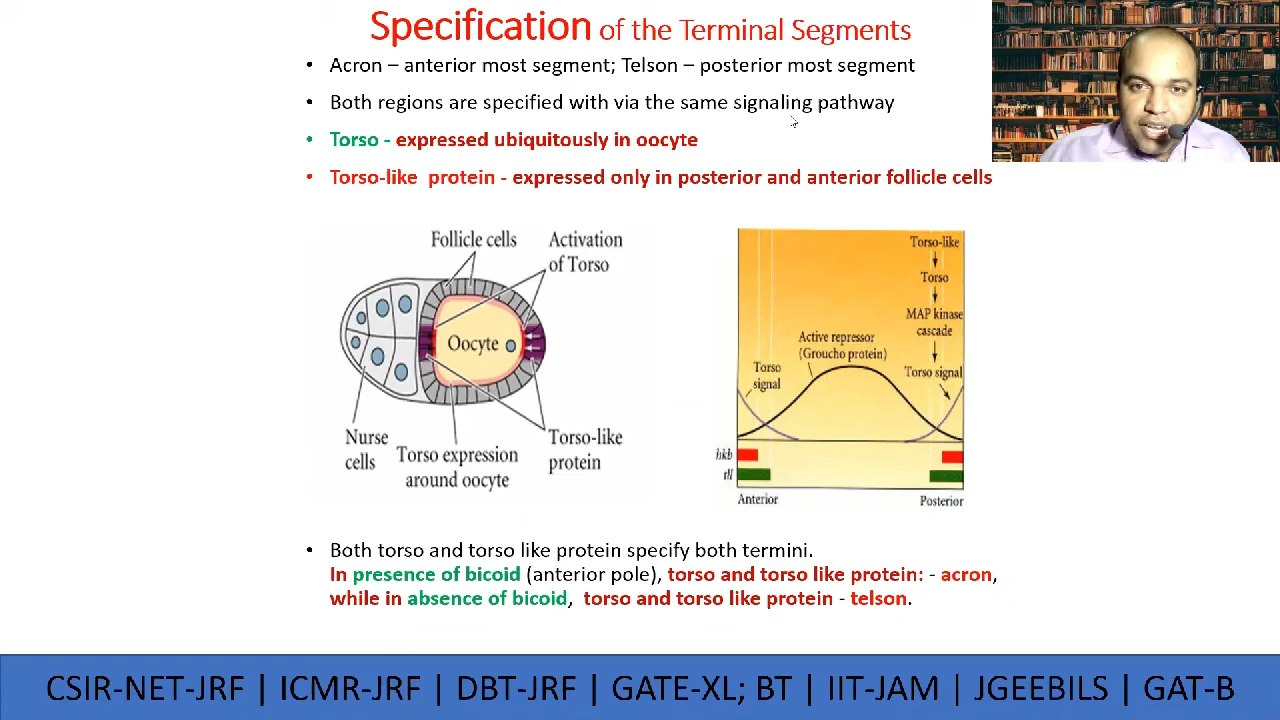 Specification of the Terminal Segments
• Acron – anterior most segment; Telson – posterior most segment
• Both regions are specified with via the same signaling pathway
• Torso - expressed ubiquitously in oocyte
• Torso-like protein - expressed only in posterior and anterior follicle cells
Follicle cells
Activation
of Torso
Oocyte
Nurse
cells
Torso expression
around oocyte
Torso-like
protein
Torso-like
Torso
MAP kinase
cascade
Torso signal
Active repressor
(Groucho protein)
Torso
signal
hkb
tll
Anterior
Posterior
• Both torso and torso like protein specify both termini.
In presence of bicoid (anterior pole), torso and torso like protein: - acron,
while in absence of bicoid, torso and torso like protein - telson.
CSIR-NET-JRF | ICMR-JRF | DBT-JRF | GATE-XL; BT | IIT-JAM | JGEEBILS | GAT-B